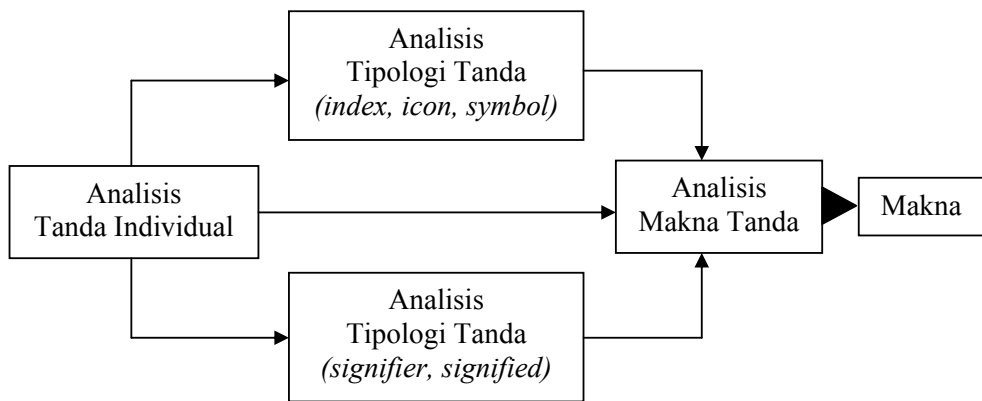 Analisis
Tipologi Tanda
(index, icon, symbol)
Analisis
Tanda Individual
Analisis
Makna Tanda
Makna
Analisis
Tipologi Tanda
(signifier, signified)